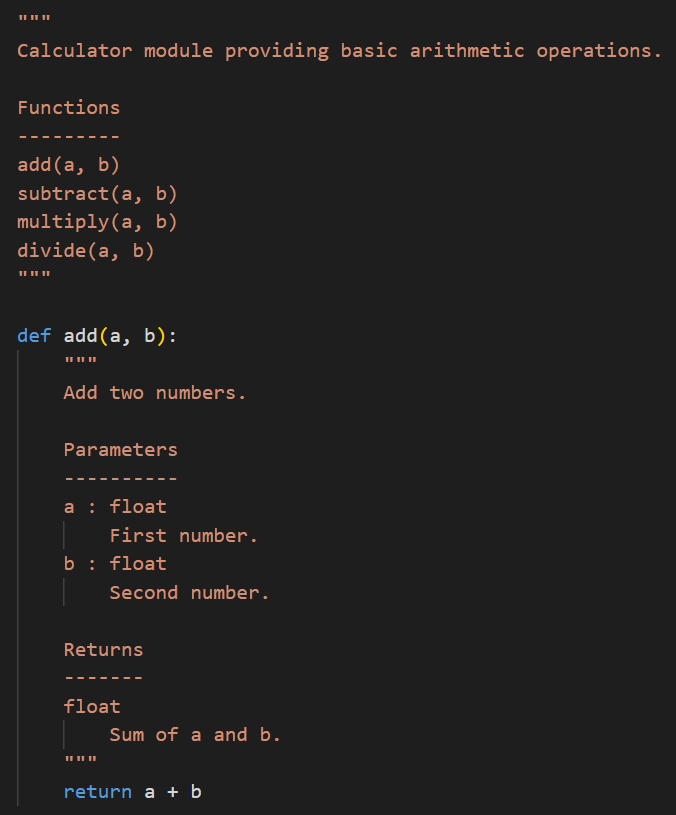 """
Calculator module providing basic arithmetic operations.

Functions
---------
add(a, b)
subtract(a, b)
multiply(a, b)
divide(a, b)
"""

def add(a, b):
    """
    Add two numbers.

    Parameters
    ----------
    a : float
        First number.
    b : float
        Second number.

    Returns
    -------
    float
        Sum of a and b.
    """
    return a + b